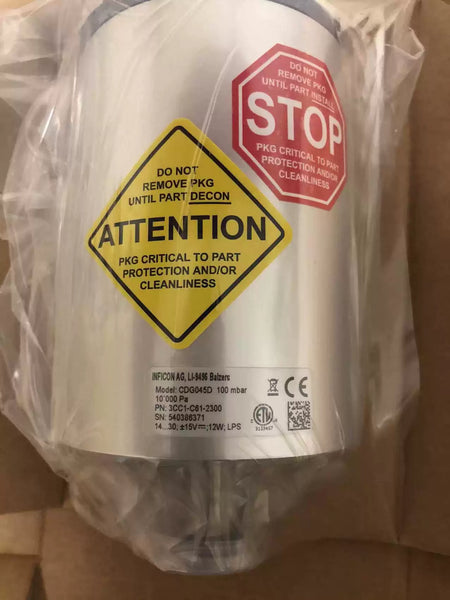 DO NOT
REMOVE PKG
UNTIL PART INSTALL
STOP
PKG CRITICAL TO PART
PROTECTION AND/OR
CLEANLINESS
DO NOT
REMOVE PKG
UNTIL PART DECON
ATTENTION
PKG CRITICAL TO PART
PROTECTION AND/OR
CLEANLINESS
INFICON AG, LI-9496 Balzers
Model: CDG045D 100 mbar
10'000 Pa
PN: 3CC1-C61-2300
SN: 540386371
14...30; ±15V⎓;12W; LPS
CE
ETL